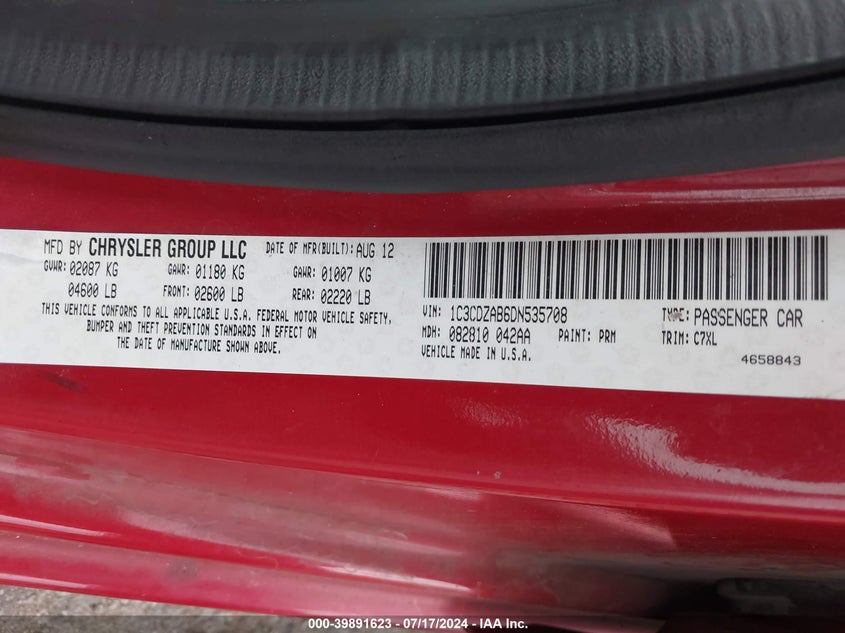 MFD BY CHRYSLER GROUP LLC DATE OF MFR(BUILT): AUG 12
GVWR: 02087 KG GAWR: 01180 KG GAWR: 01007 KG
04600 LB FRONT: 02600 LB REAR: 02220 LB
THIS VEHICLE CONFORMS TO ALL APPLICABLE U.S.A. FEDERAL MOTOR VEHICLE SAFETY,
BUMPER AND THEFT PREVENTION STANDARDS IN EFFECT ON
THE DATE OF MANUFACTURE SHOWN ABOVE.
VIN: 1C3CDZAB6DN535708 TYPE: PASSENGER CAR
MDH: 082810 042AA PAINT: PRM TRIM: C7XL
VEHICLE MADE IN U.S.A. 4658843
000-39891623 - 07/17/2024 - IAA Inc.